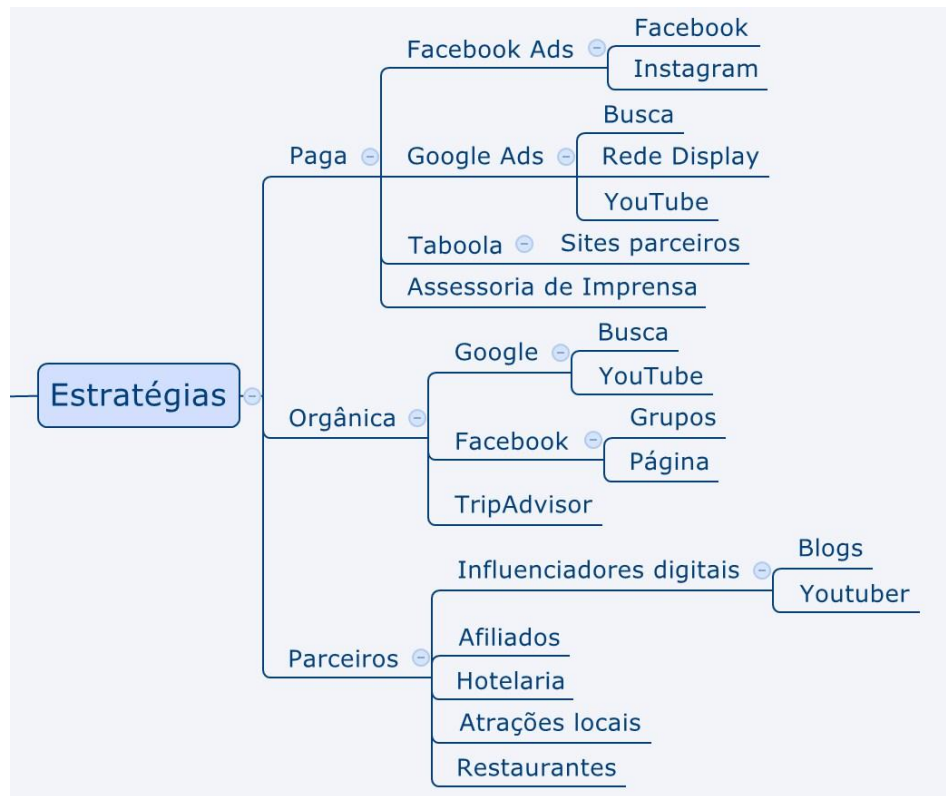 Estratégias
Paga
Facebook Ads
Facebook
Instagram
Google Ads
Busca
Rede Display
YouTube
Taboola
Sites parceiros
Assessoria de Imprensa
Orgânica
Google
Busca
YouTube
Facebook
Grupos
Página
TripAdvisor
Parceiros
Influenciadores digitais
Blogs
Youtuber
Afiliados
Hotelaria
Atrações locais
Restaurantes